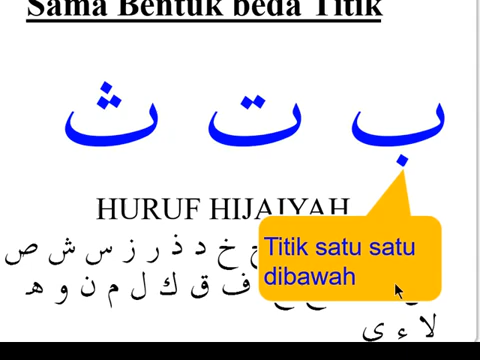 Sama Bentuk beda Titik
ب ت ث
HURUF HIJAIYAH
Titik satu satu
dibawah
خ د ذ ر ز س ش ص
ف ق ك ل م ن و ه
لا ء ي